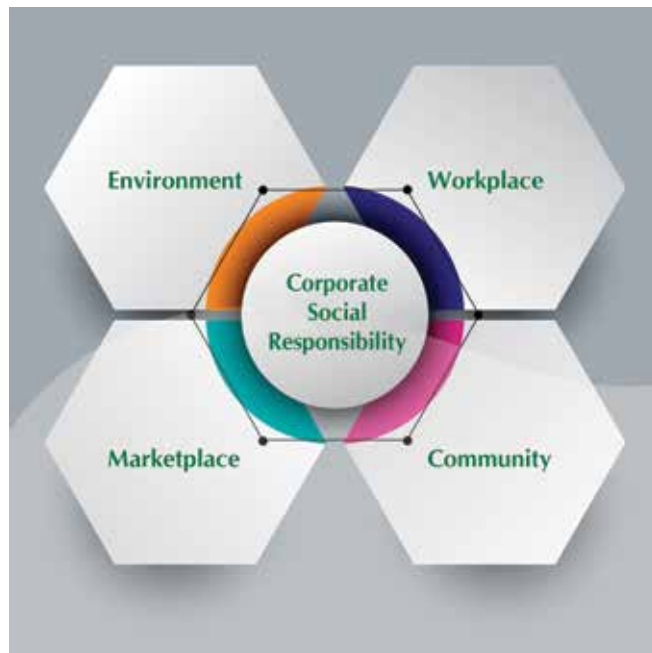 Environment
Workplace
Corporate
Social
Responsibility
Marketplace
Community